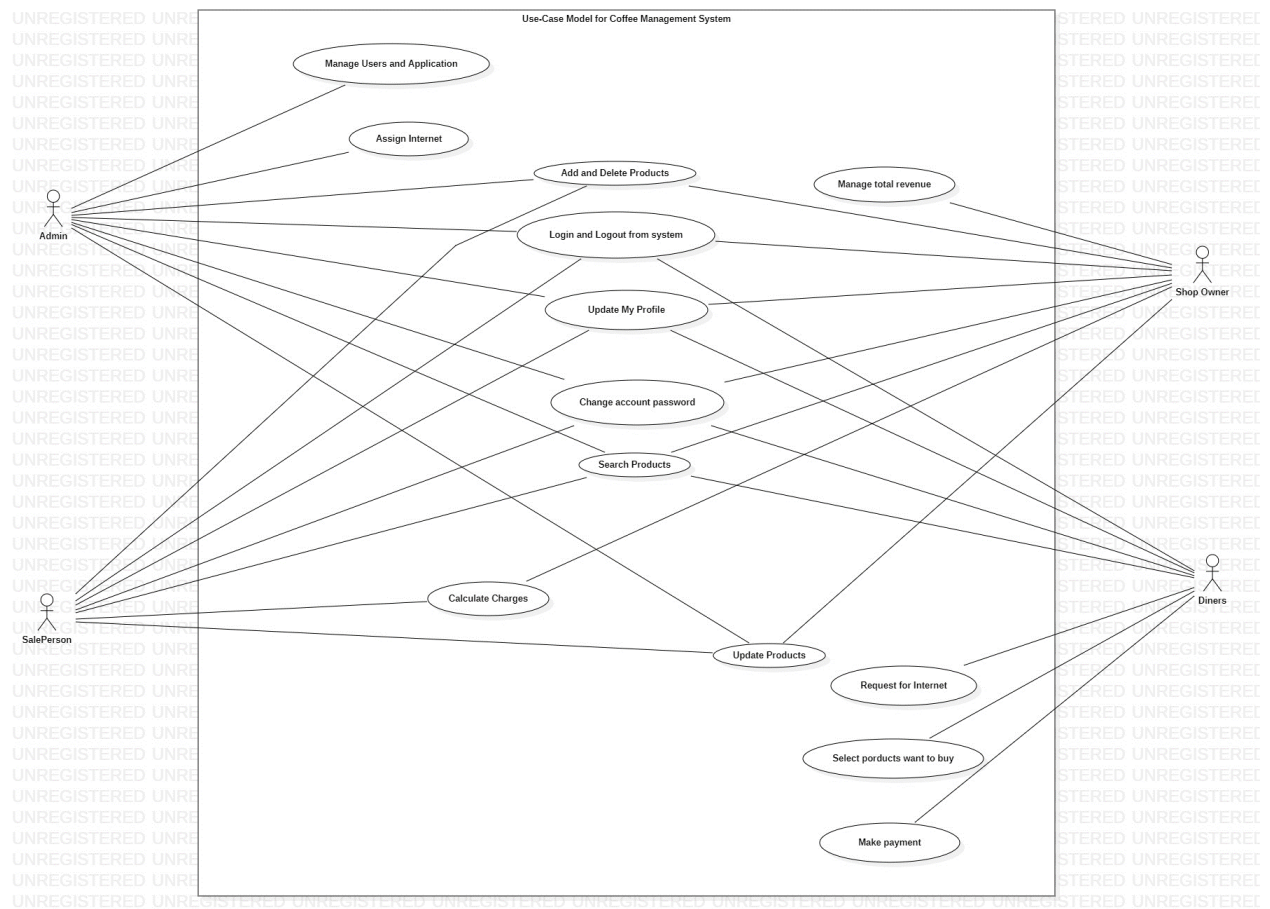 Use-Case Model for Coffee Management System
Manage Users and Application
Assign Internet
Add and Delete Products
Manage total revenue
Admin
Login and Logout from system
Shop Owner
Update My Profile
Change account password
Search Products
Calculate Charges
Diners
SalePerson
Update Products
Request for Internet
Select porducts want to buy
Make payment
UNREGISTERED